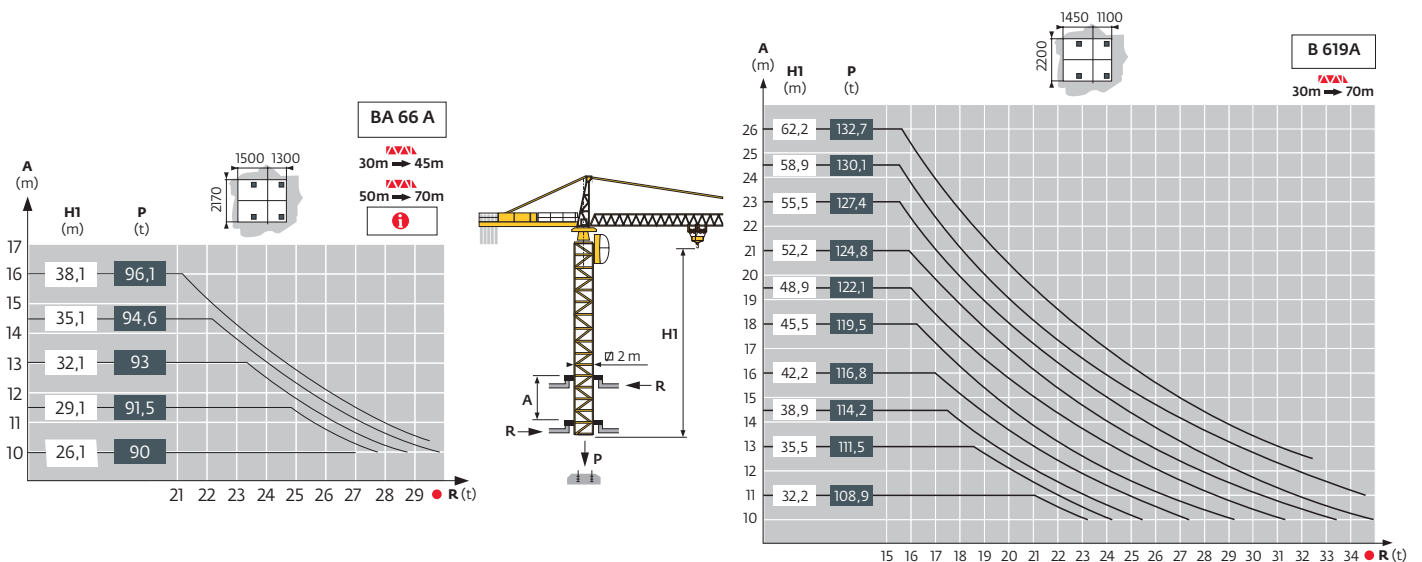 BA 66 A
30m 45m
50m 70m
i
1500 1300
2170
A
(m)
H1
(m)
P
(t)
17
16 38,1 96,1
15
35,1 94,6
14
13 32,1 93
12
29,1 91,5
11
10 26,1 90
21 22 23 24 25 26 27 28 29 R (t)
H1
2 m
R
A
R
P
1450 1100
2200
B 619A
30m 70m
A
(m)
H1
(m)
P
(t)
26 62,2 132,7
25
58,9 130,1
24
23 55,5 127,4
22
21 52,2 124,8
20
48,9 122,1
19
18 45,5 119,5
17
16 42,2 116,8
15
38,9 114,2
14
13 35,5 111,5
12
11 32,2 108,9
10
15 16 17 18 19 20 21 22 23 24 25 26 27 28 29 30 31 32 33 34 R (t)